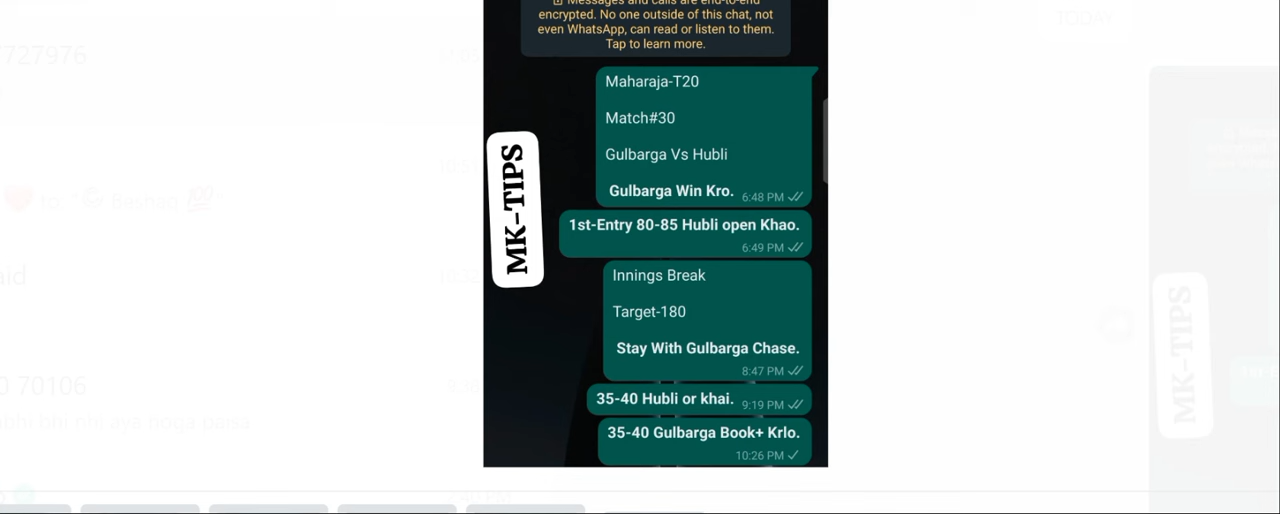 Messages and calls are end-to-end
encrypted. No one outside of this chat, not
even WhatsApp, can read or listen to them.
Tap to learn more.
TODAY
727976
Maharaja-T20
Match#30
Gulbarga Vs Hubli
Gulbarga Win Kro. 6:48 PM
MK-TIPS
1st-Entry 80-85 Hubli open Khao.
6:49 PM
Innings Break
Target-180
Stay With Gulbarga Chase.
8:47 PM
35-40 Hubli or khai. 9:19 PM
35-40 Gulbarga Book+ Krlo.
10:26 PM
aid
0 70106
MK-TIPS